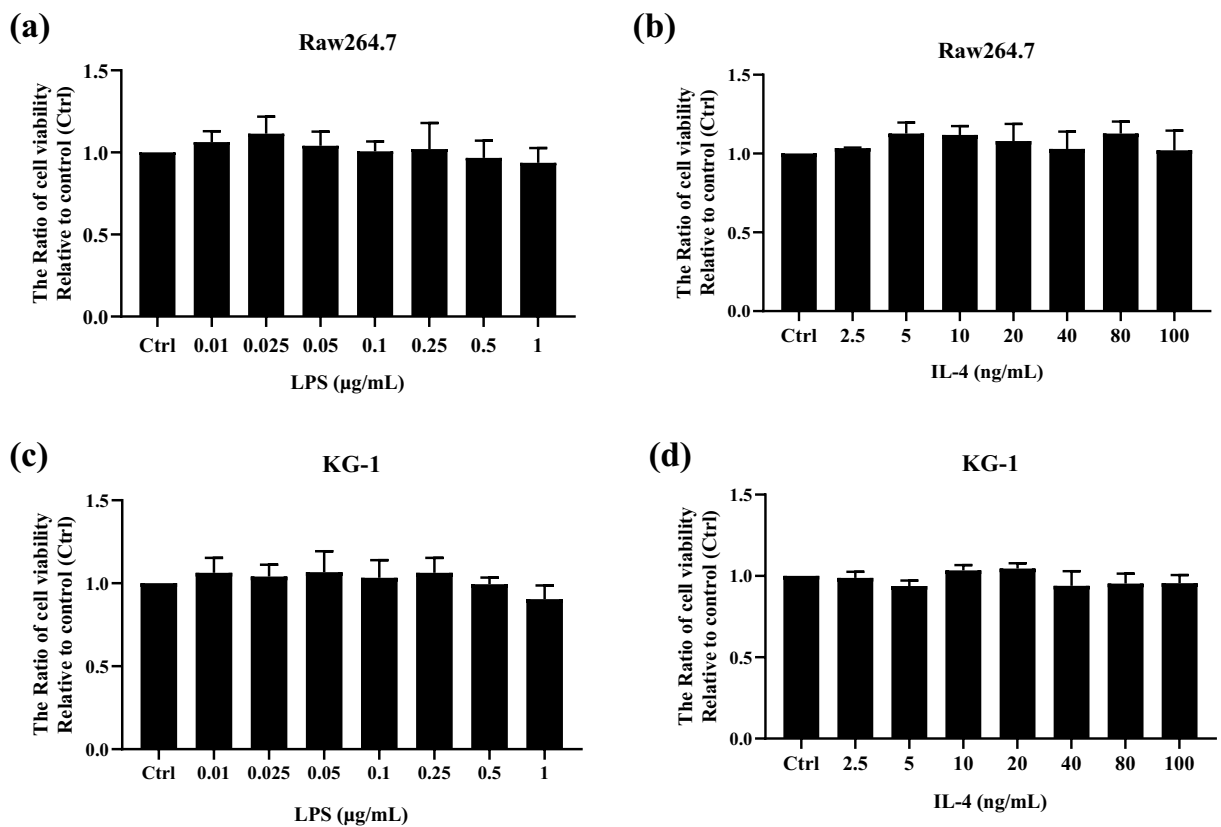 (a)
Raw264.7
The Ratio of cell viability
Relative to control (Ctrl)
1.5
1.0
0.5
0.0
Ctrl 0.01 0.025 0.05 0.1 0.25 0.5 1
LPS (μg/mL)
(b)
Raw264.7
The Ratio of cell viability
Relative to control (Ctrl)
1.5
1.0
0.5
0.0
Ctrl 2.5 5 10 20 40 80 100
IL-4 (ng/mL)
(c)
KG-1
The Ratio of cell viability
Relative to control (Ctrl)
1.5
1.0
0.5
0.0
Ctrl 0.01 0.025 0.05 0.1 0.25 0.5 1
LPS (μg/mL)
(d)
KG-1
The Ratio of cell viability
Relative to control (Ctrl)
1.5
1.0
0.5
0.0
Ctrl 2.5 5 10 20 40 80 100
IL-4 (ng/mL)